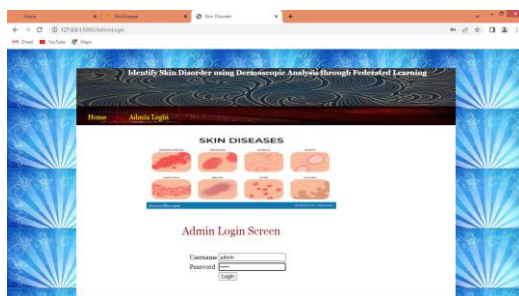 Home
SkinDisease
Skin Disorder
127.0.0.1:5000/AdminLogin
Gmail
YouTube
Maps
Identify Skin Disorder using Dermoscopic Analysis through Federated Learning
Home
Admin Login
SKIN DISEASES
Admin Login Screen
Username admin
Password •••••
Login